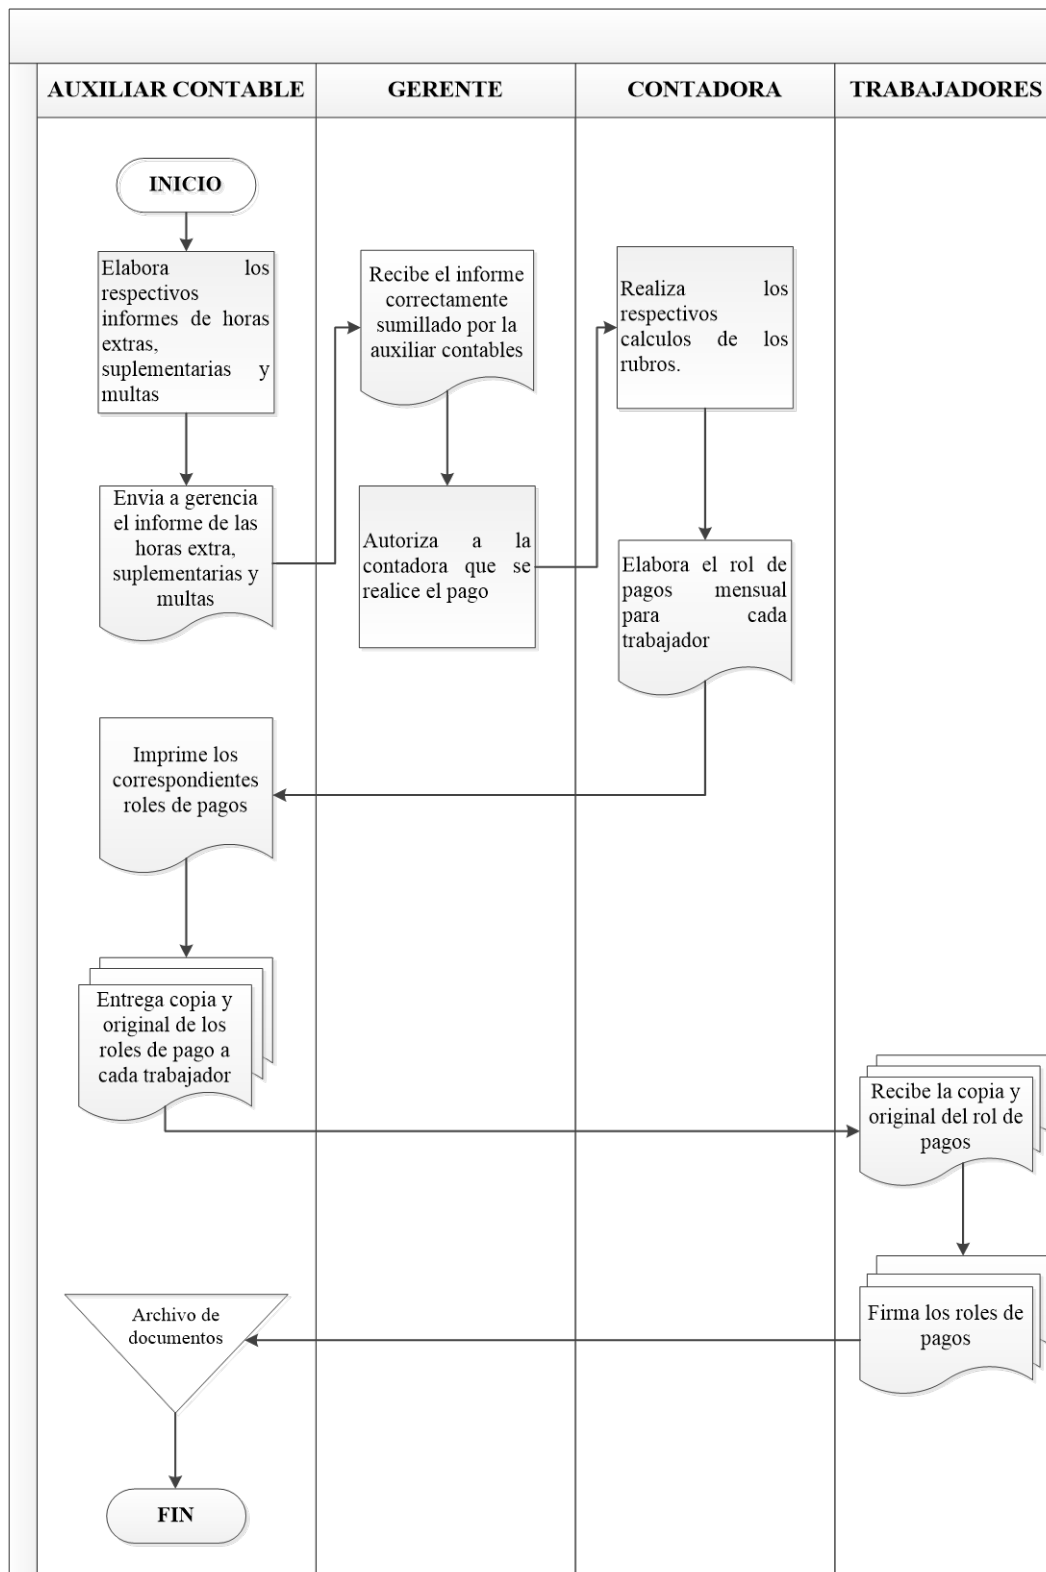 AUXILIAR CONTABLE
GERENTE
CONTADORA
TRABAJADORES
INICIO
Elabora los
respectivos
informes de horas
extras,
suplementarias y
multas
Recibe el informe
correctamente
sumillado por la
auxiliar contables
Realiza los
respectivos
calculos de los
rubros.
Envia a gerencia
el informe de las
horas extra,
suplementarias y
multas
Autoriza a la
contadora que se
realice el pago
Elabora el rol de
pagos mensual
para cada
trabajador
Imprime los
correspondientes
roles de pagos
Entrega copia y
original de los
roles de pago a
cada trabajador
Recibe la copia y
original del rol de
pagos
Firma los roles de
pagos
Archivo de
documentos
FIN